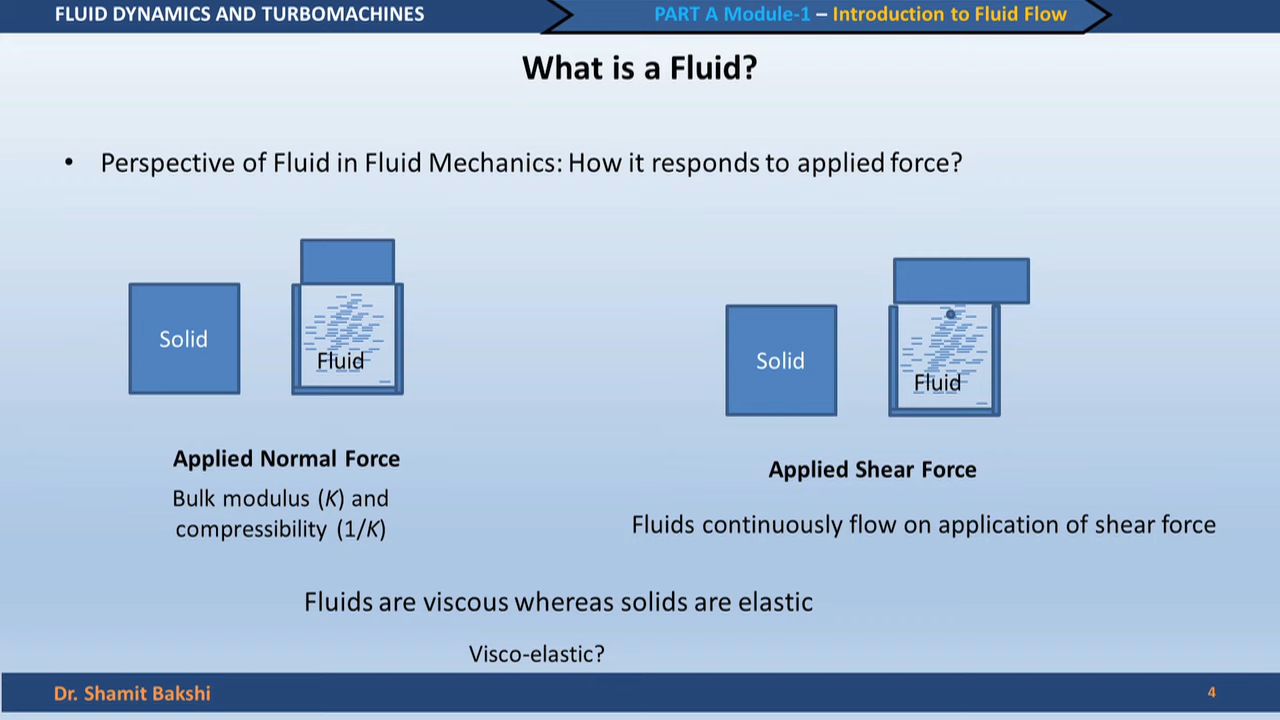 FLUID DYNAMICS AND TURBOMACHINES
PART A Module-1 – Introduction to Fluid Flow
What is a Fluid?
• Perspective of Fluid in Fluid Mechanics: How it responds to applied force?
Solid
Fluid
Solid
Fluid
Applied Normal Force
Bulk modulus (K) and
compressibility (1/K)
Applied Shear Force
Fluids continuously flow on application of shear force
Fluids are viscous whereas solids are elastic
Visco-elastic?
Dr. Shamit Bakshi
4